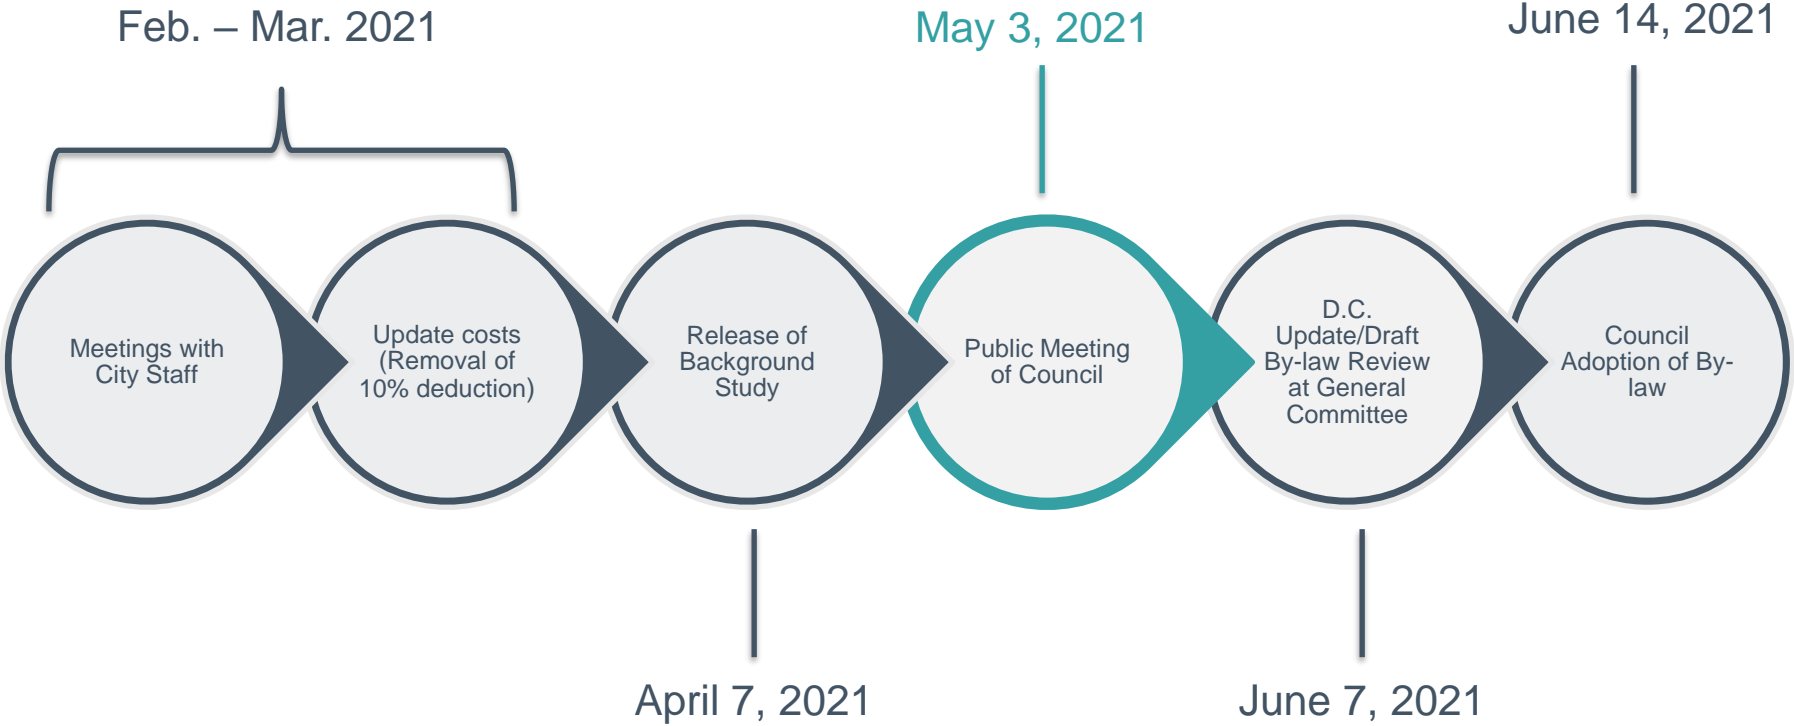 Feb. – Mar. 2021
May 3, 2021
June 14, 2021
Meetings with
City Staff
Update costs
(Removal of
10% deduction)
Release of
Background
Study
Public Meeting
of Council
D.C.
Update/Draft
By-law Review
at General
Committee
Council
Adoption of By-
law
April 7, 2021
June 7, 2021